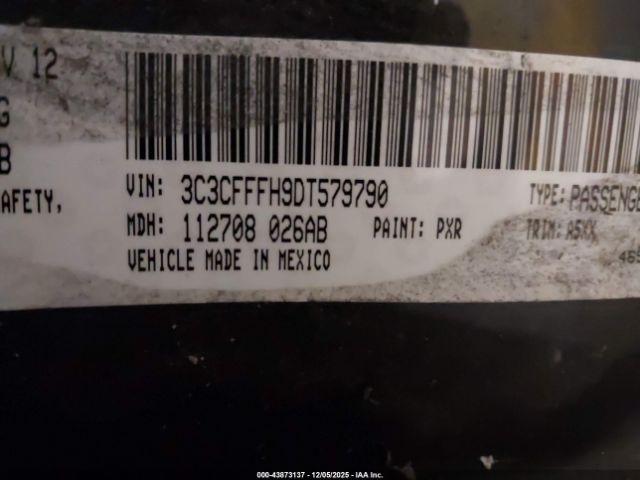 V 12
G
B
AFETY,
VIN: 3C3CFFFH9DT579790 TYPE: PASSENGE
MDH: 112708 026AB PAINT: PXR TRIM: A5XX
VEHICLE MADE IN MEXICO
000-43873137 - 12/05/2025 - IAA Inc.